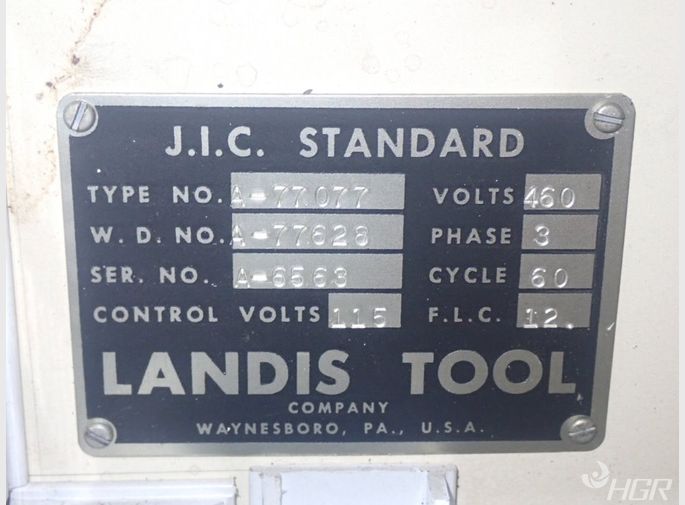 J.I.C. STANDARD
TYPE NO. A-77077 VOLTS 460
W. D. NO. A-77628 PHASE 3
SER. NO. A-6563 CYCLE 60
CONTROL VOLTS 115 F.L.C. 12.
LANDIS TOOL
COMPANY
WAYNESBORO, PA., U.S.A.
HGR